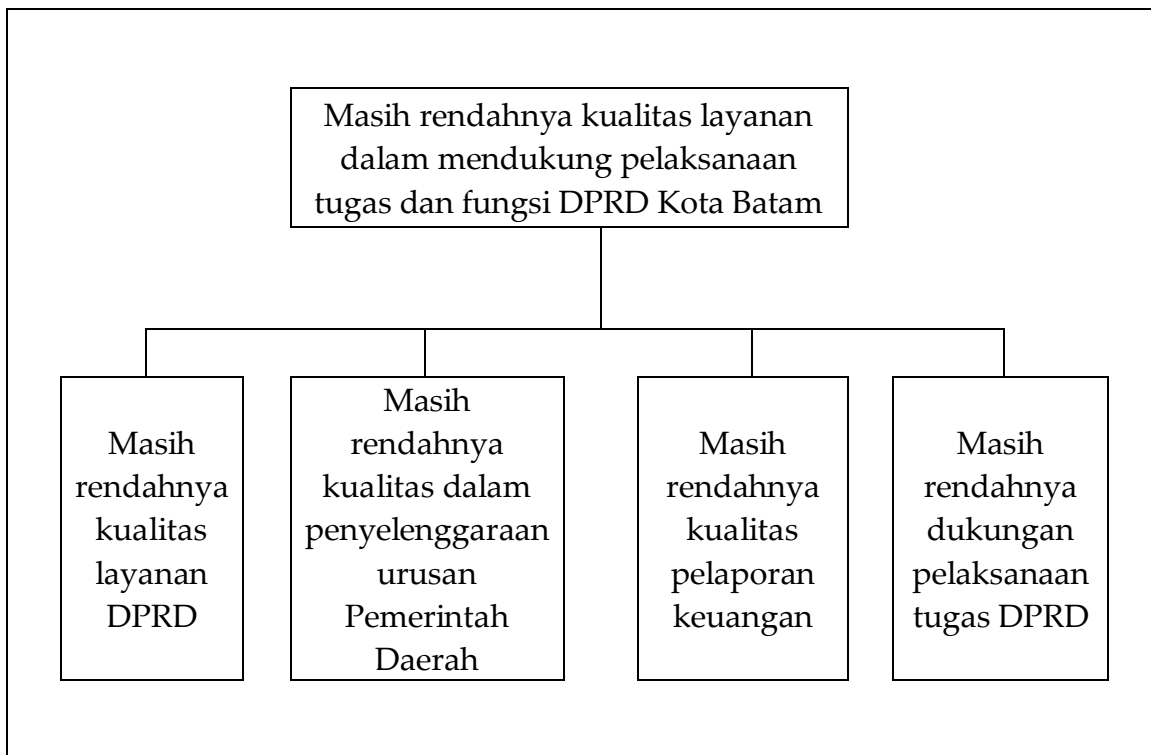 Masih rendahnya kualitas layanan
dalam mendukung pelaksanaan
tugas dan fungsi DPRD Kota Batam
Masih
rendahnya
kualitas
layanan
DPRD
Masih
rendahnya
kualitas dalam
penyelenggaraan
urusan
Pemerintah
Daerah
Masih
rendahnya
kualitas
pelaporan
keuangan
Masih
rendahnya
dukungan
pelaksanaan
tugas DPRD